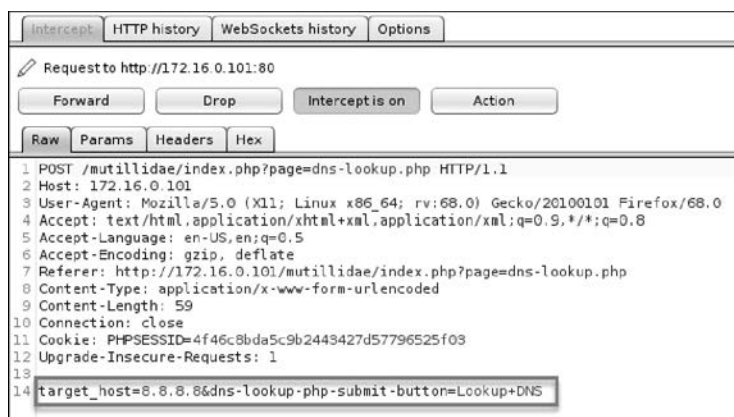 Intercept HTTP history WebSockets history Options
Request to http://172.16.0.101:80
Forward Drop Intercept is on Action
Raw Params Headers Hex
1 POST /mutillidae/index.php?page=dns-lookup.php HTTP/1.1
2 Host: 172.16.0.101
3 User-Agent: Mozilla/5.0 (X11; Linux x86_64; rv:68.0) Gecko/20100101 Firefox/68.0
4 Accept: text/html,application/xhtml+xml,application/xml;q=0.9,*/*;q=0.8
5 Accept-Language: en-US,en;q=0.5
6 Accept-Encoding: gzip, deflate
7 Referer: http://172.16.0.101/mutillidae/index.php?page=dns-lookup.php
8 Content-Type: application/x-www-form-urlencoded
9 Content-Length: 59
10 Connection: close
11 Cookie: PHPSESSID=4f46c8bda5c9b2443427d57796525f03
12 Upgrade-Insecure-Requests: 1
13
14 target_host=8.8.8.8&dns-lookup-php-submit-button=Lookup+DNS